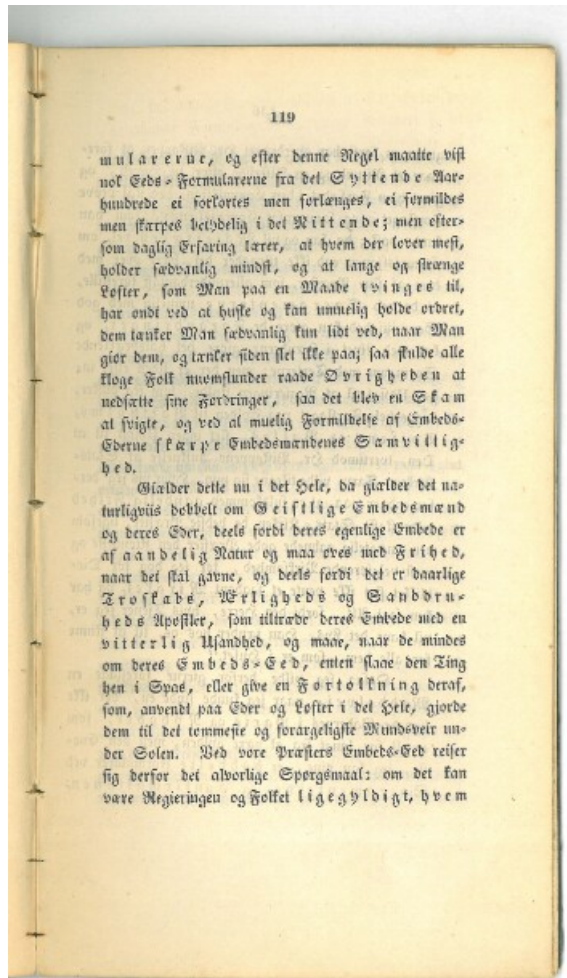 119
mularerne, og efter denne Regel maatte vist
nok Eeds-Formularerne fra det Syttende Aar-
hundrede ei forkortes men forlænges, ei formildes
men skærpes betydelig i det Nittende; men efter-
som daglig Erfaring lærer, at hvem der lover mest,
holder sædvanlig mindst, og at lange og strænge
Løfter, som Man paa en Maade tvinges til,
har ondt ved at huske og kan umuelig holde ordret,
dem tænker Man sædvanlig kun lidt ved, naar Man
giør dem, og tænker siden slet ikke paa; saa skulde alle
kloge Folk nuomstunder raade Øvrigheden at
nedsætte sine Fordringer, saa det blev en Skam
at svigte, og ved al muelig Formildelse af Embeds-
Ederne skærpe Embedsmændenes Samvittig-
hed.
Giælder dette nu i det Hele, da giælder det na-
turligviis dobbelt om Geistlige Embedsmænd
og deres Eder, deels fordi deres egenlige Embede er
af aandelig Natur og maa øves med Frihed,
naar det skal gavne, og deels fordi det er daarlige
Troskabs, Ærligheds og Sanddru-
heds Apostler, som tiltræde deres Embede med en
vitterlig Usandhed, og maae, naar de mindes
om deres Embeds-Eed, enten slaae den Ting
hen i Spas, eller give en Fortolkning deraf,
som, anvendt paa Eder og Løfter i det Hele, gjorde
dem til det tommeste og forargeligste Mundsveir un-
der Solen. Ved vore Præsters Embeds-Eed reiser
sig derfor det alvorlige Spørgsmaal: om det kan
være Regieringen og Folket ligegyldigt, hvem